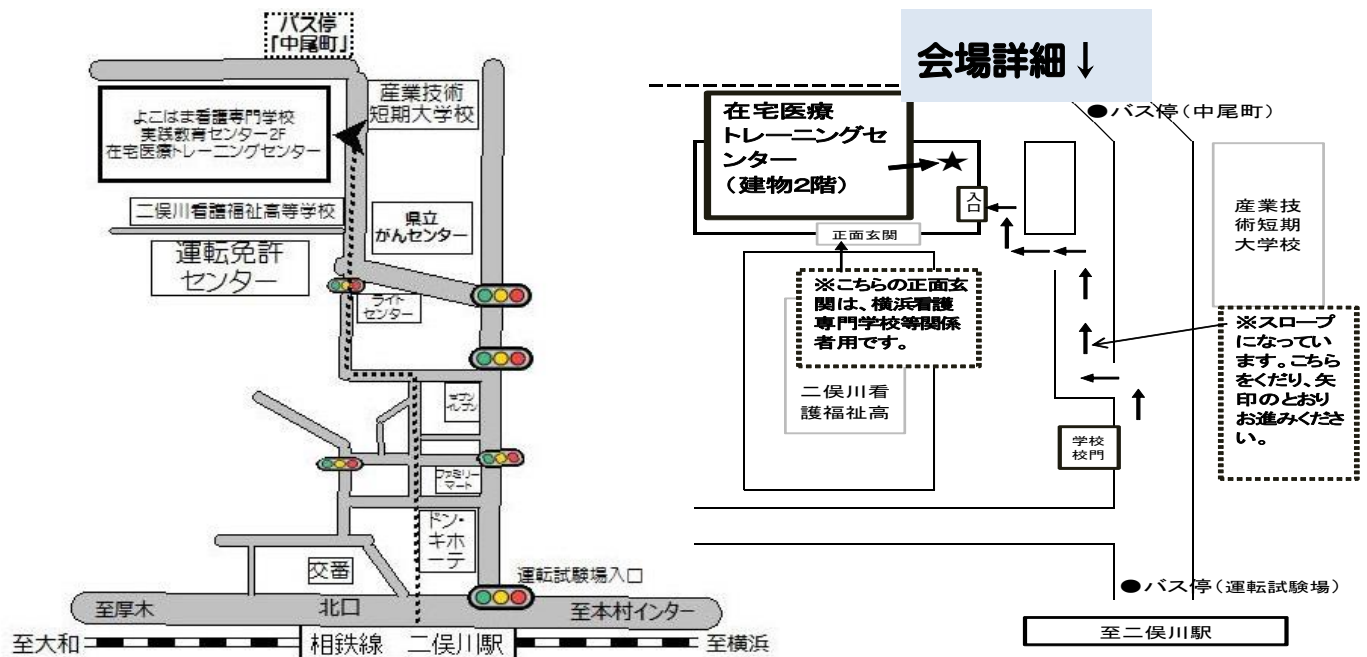 バス停
「中尾町」
産業技術
短期大学校
よこはま看護専門学校
実践教育センター2F
在宅医療トレーニングセンター
二俣川看護福祉高等学校
県立
がんセンター
運転免許
センター
ライト
センター
セブン
イレブン
ファミリー
マート
ドン・
キホ
ーテ
交番
運転試験場入口
至厚木
北口
至本村インター
至大和
相鉄線 二俣川駅
至横浜
会場詳細↓
●バス停(中尾町)
在宅医療
トレーニングセ
ンター
(建物2階)
★
入
口
正面玄関
産業技
術短期
大学校
※こちらの正面玄
関は、横浜看護
専門学校等関係
者用です。
二俣川看
護福祉高
※スロープ
になってい
ます。こちら
をくだり、矢
印のとおり
お進みくださ
い。
学校
校門
●バス停(運転試験場)
至二俣川駅